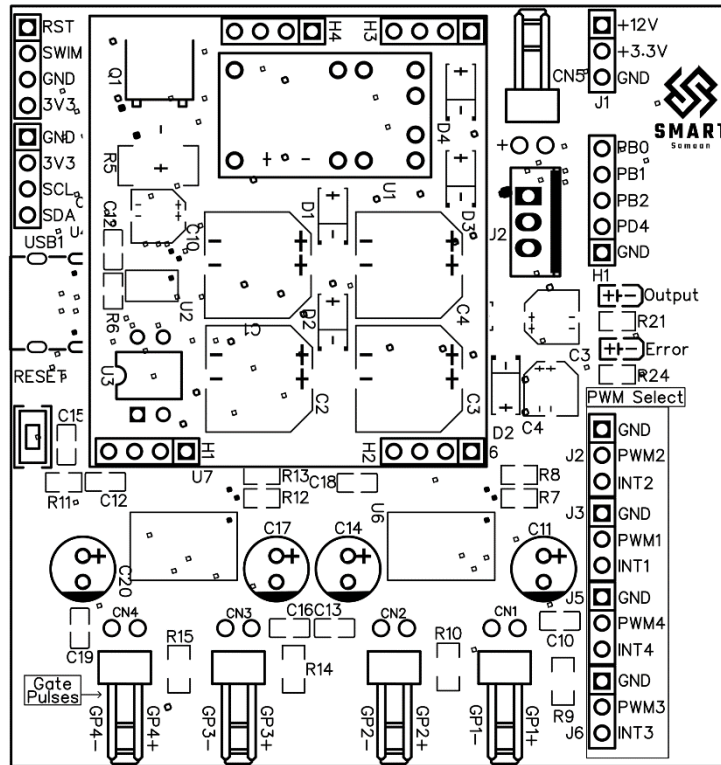 RST
SWIM
GND
3V3
GND
3V3
SCL
SDA
USB1
U4
RESET
Q1
H4
H3
CN5
+12V
+3.3V
GND
J1
SMART
Samaan
PB0
PB1
PB2
PD4
GND
H1
R5
U1
D4
D3
D1
J2
C12
C10
R6
U2
C1
D2
C4
U3
C2
C3
C3
C4
D2
Output
R21
Error
R24
PWM Select
GND
J2 PWM2
INT2
J3 GND
PWM1
INT1
J5 GND
PWM4
INT4
GND
PWM3
J6 INT3
C15
R11
C12
H1
U7
R13
R12
C18
H2
6
R8
R7
U6
C20
C17
C14
C11
C19
CN4
CN3
C16
C13
CN2
CN1
C10
R15
R14
R10
R9
Gate
Pulses
GP4-
GP4+
GP3-
GP3+
GP2-
GP2+
GP1-
GP1+